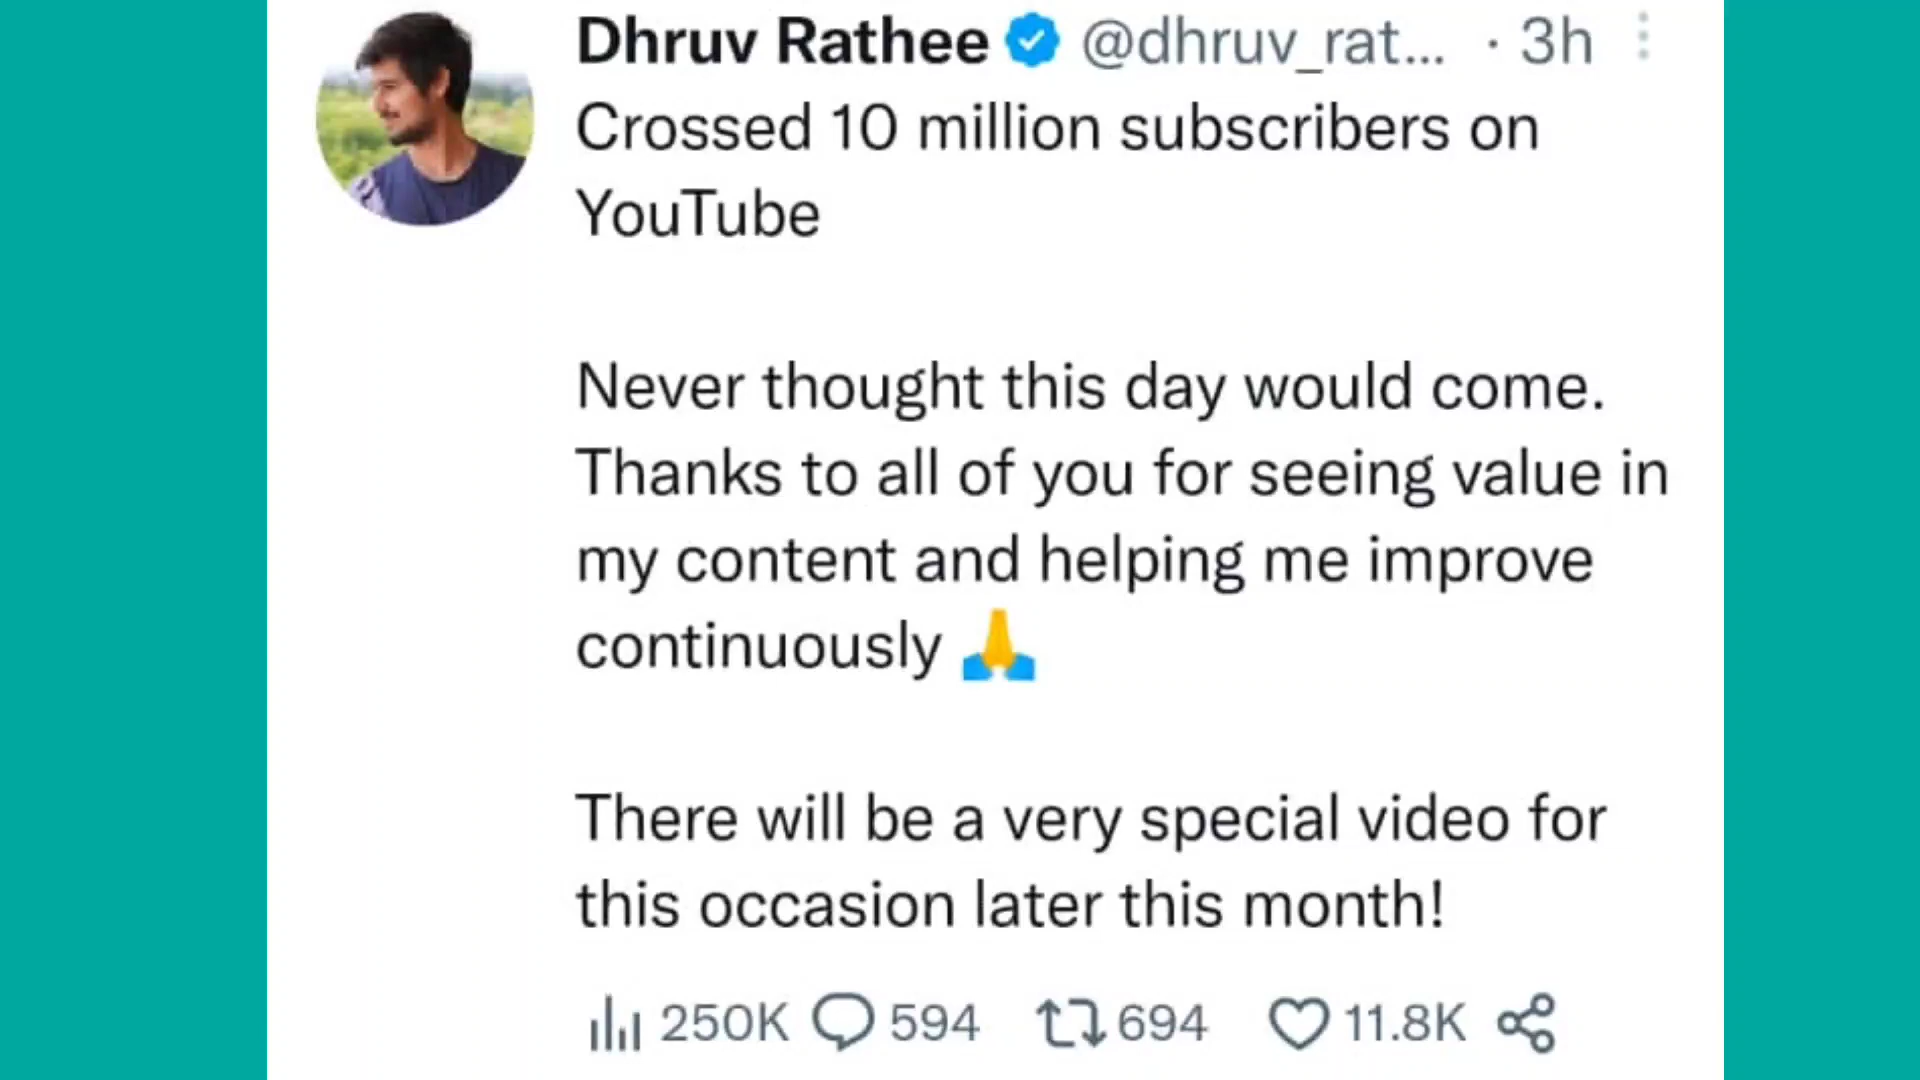 Dhruv Rathee @dhruv_rat... · 3h
Crossed 10 million subscribers on
YouTube
Never thought this day would come.
Thanks to all of you for seeing value in
my content and helping me improve
continuously 🙏
There will be a very special video for
this occasion later this month!
250K 594 694 11.8K